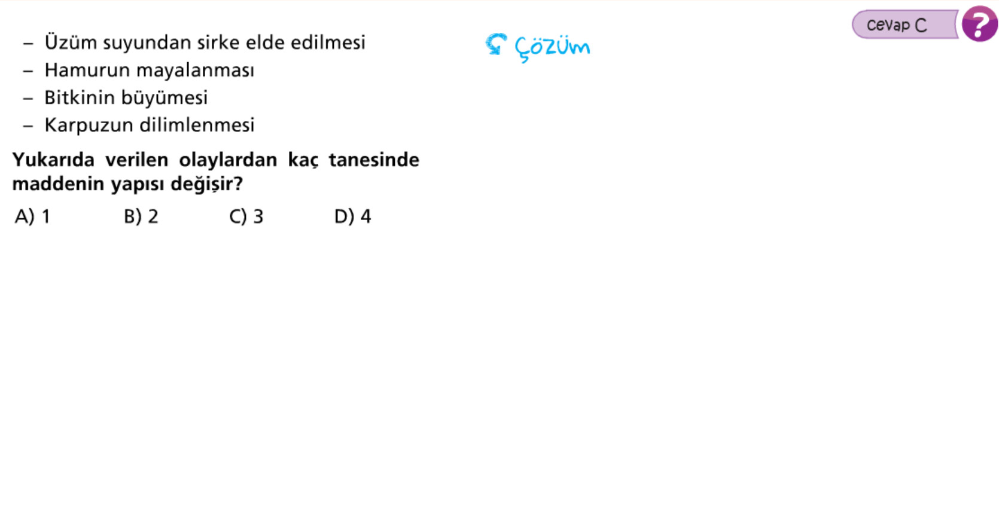 – Üzüm suyundan sirke elde edilmesi
– Hamurun mayalanması
– Bitkinin büyümesi
– Karpuzun dilimlenmesi
Yukarıda verilen olaylardan kaç tanesinde
maddenin yapısı değişir?
A) 1 B) 2 C) 3 D) 4
Çözüm
cevap C ?